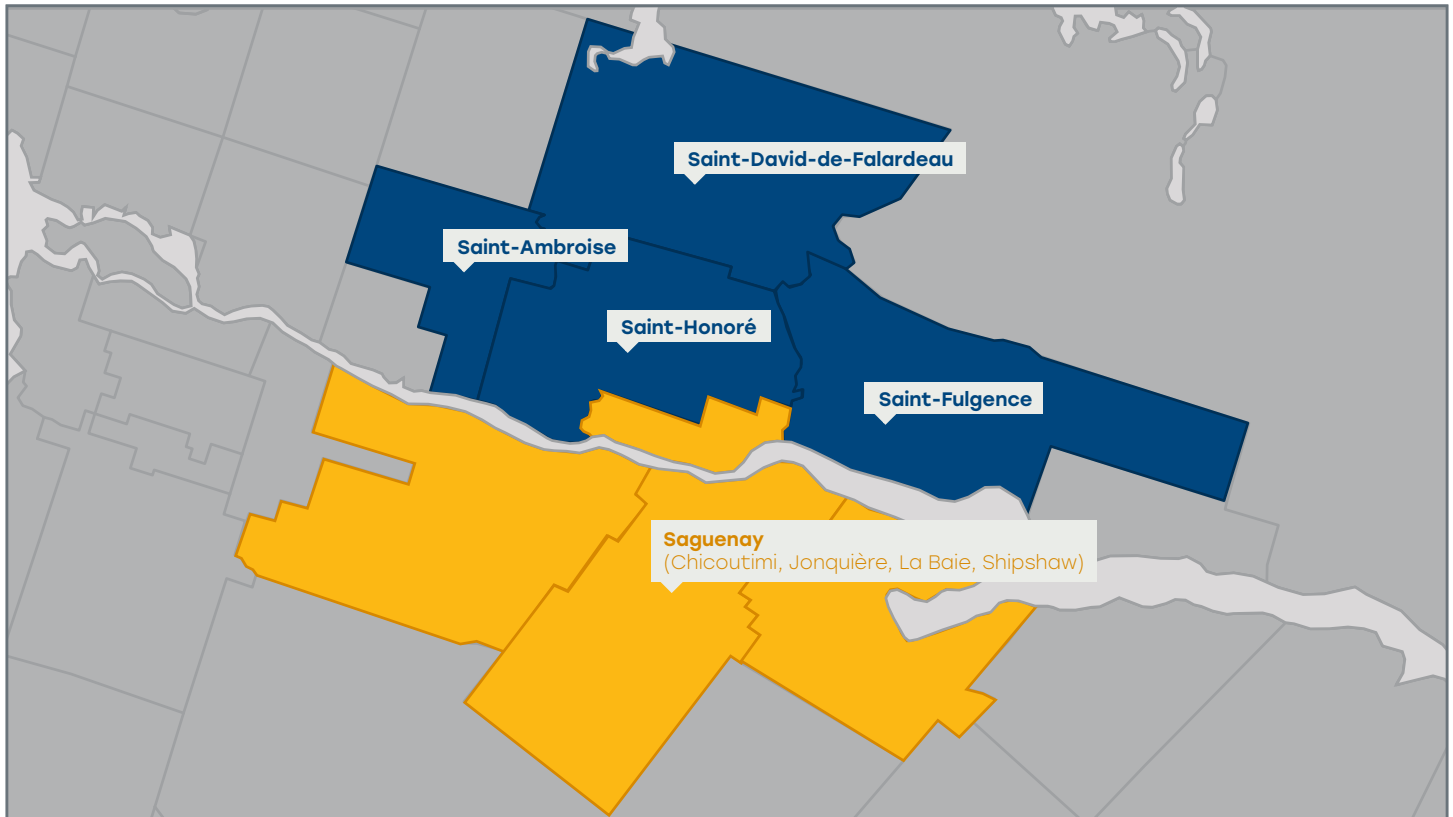 Saint-David-de-Falardeau
Saint-Ambroise
Saint-Honoré
Saint-Fulgence
Saguenay
(Chicoutimi, Jonquière, La Baie, Shipshaw)